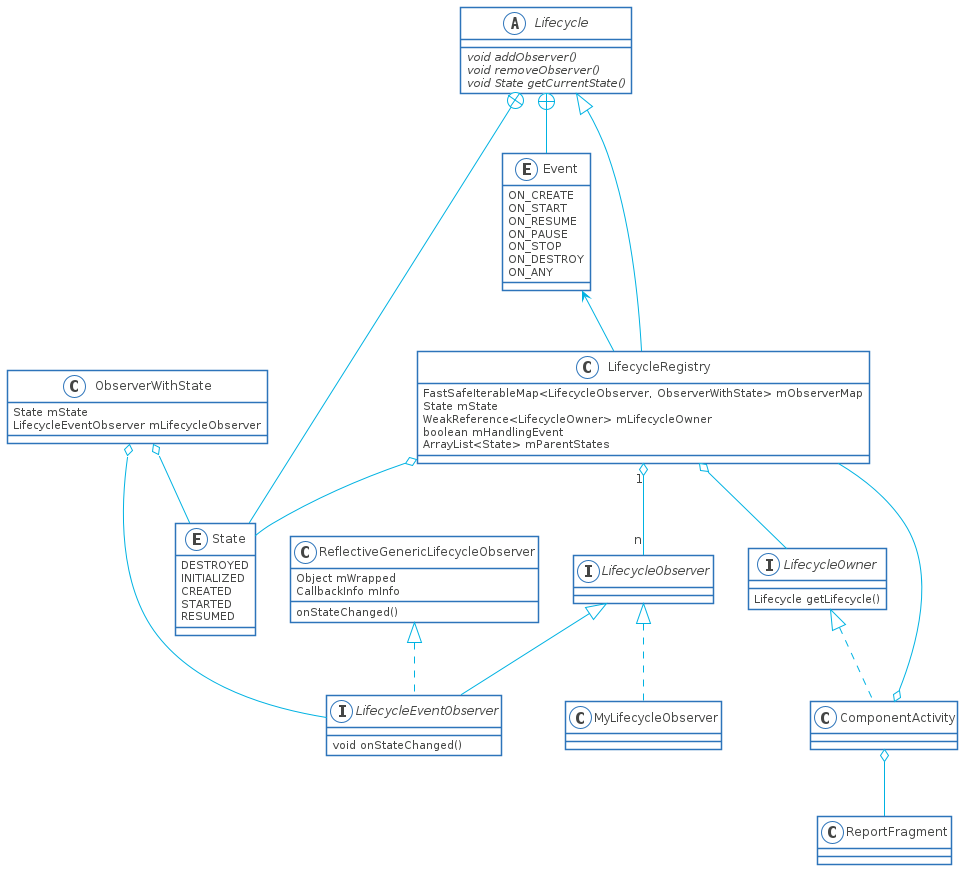 A Lifecycle
void addObserver()
void removeObserver()
void State getCurrentState()
E Event
ON_CREATE
ON_START
ON_RESUME
ON_PAUSE
ON_STOP
ON_DESTROY
ON_ANY
C LifecycleRegistry
FastSafeIterableMap<LifecycleObserver, ObserverWithState> mObserverMap
State mState
WeakReference<LifecycleOwner> mLifecycleOwner
boolean mHandlingEvent
ArrayList<State> mParentStates
C ObserverWithState
State mState
LifecycleEventObserver mLifecycleObserver
1
n
E State
DESTROYED
INITIALIZED
CREATED
STARTED
RESUMED
C ReflectiveGenericLifecycleObserver
Object mWrapped
CallbackInfo mInfo
onStateChanged()
I LifecycleObserver
I LifecycleOwner
Lifecycle getLifecycle()
I LifecycleEventObserver
void onStateChanged()
C MyLifecycleObserver
C ComponentActivity
C ReportFragment